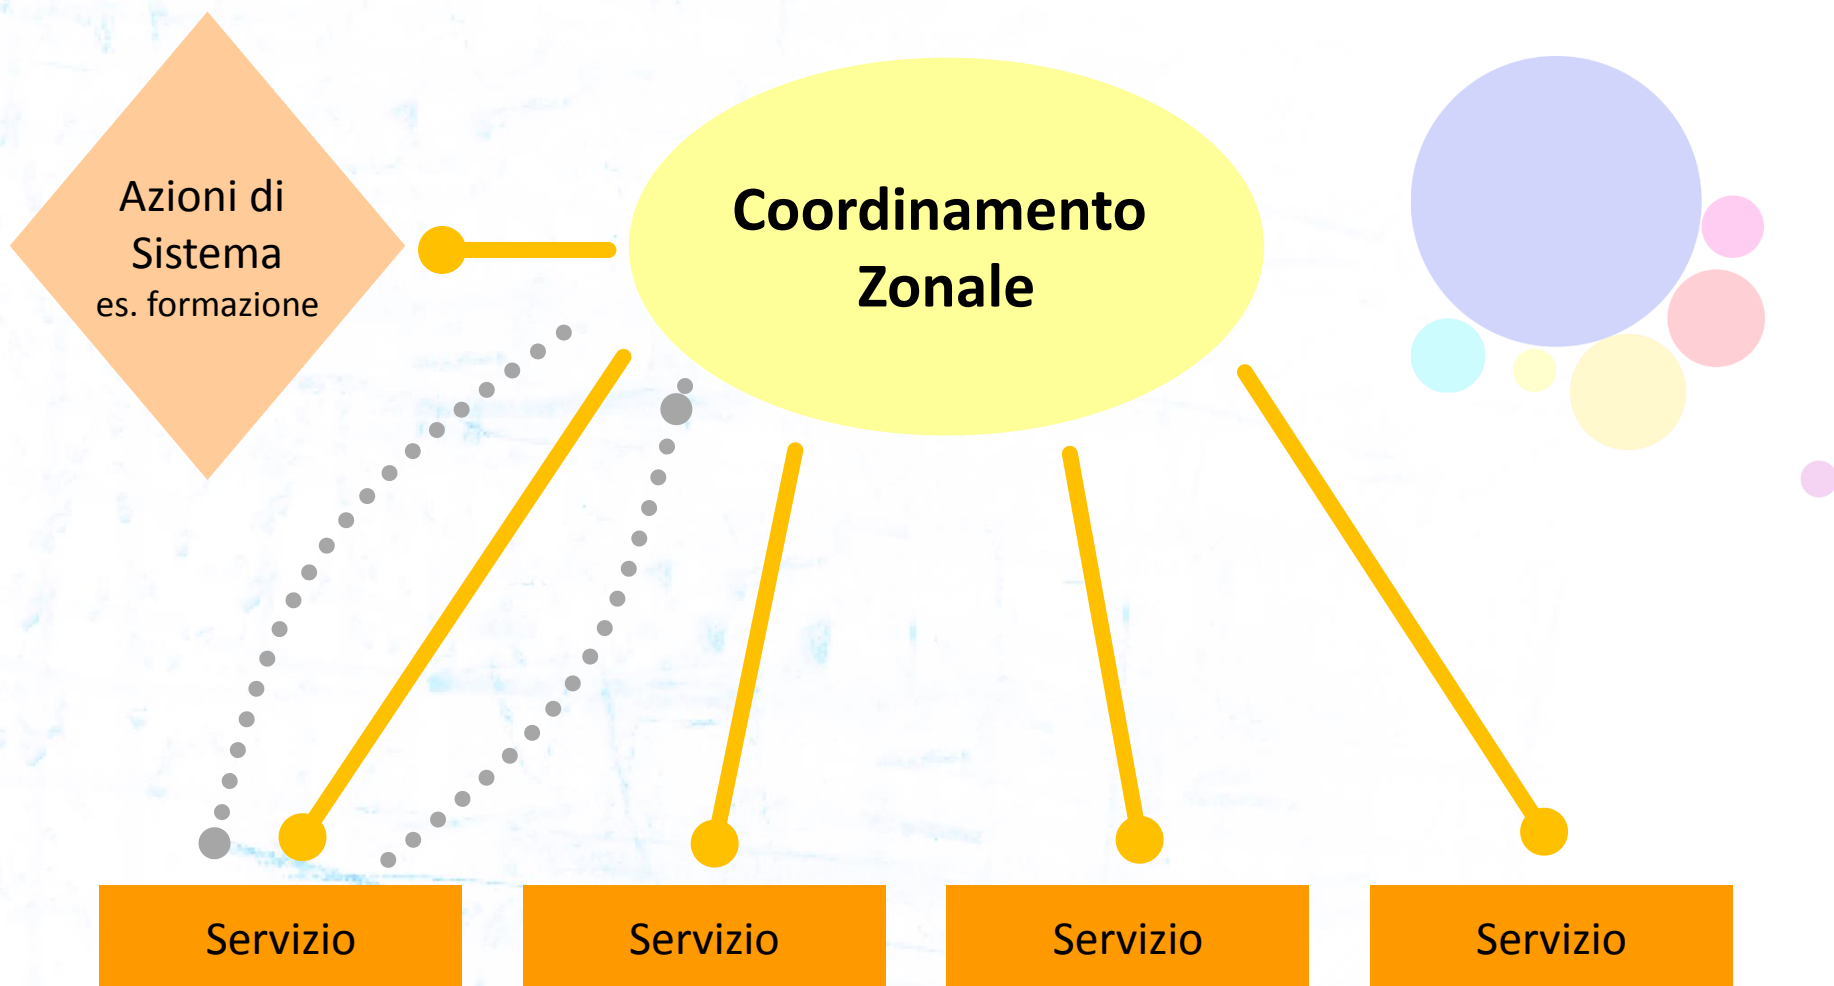 Azioni di
Sistema
es. formazione
Coordinamento
Zonale
Servizio
Servizio
Servizio
Servizio